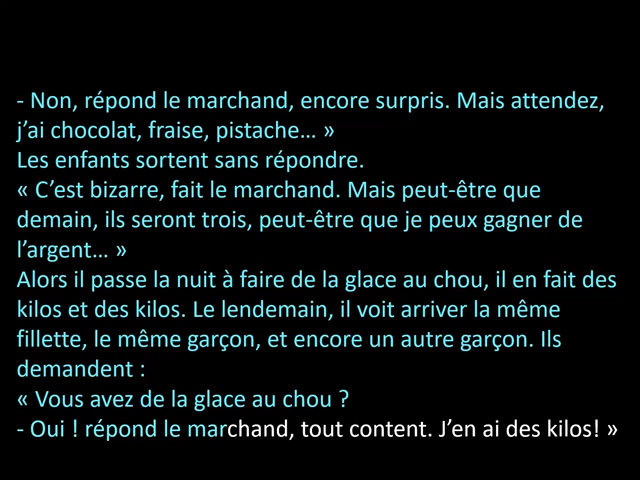 - Non, répond le marchand, encore surpris. Mais attendez,
j’ai chocolat, fraise, pistache… »
Les enfants sortent sans répondre.
« C’est bizarre, fait le marchand. Mais peut-être que
demain, ils seront trois, peut-être que je peux gagner de
l’argent… »
Alors il passe la nuit à faire de la glace au chou, il en fait des
kilos et des kilos. Le lendemain, il voit arriver la même
fillette, le même garçon, et encore un autre garçon. Ils
demandent :
« Vous avez de la glace au chou ?
- Oui ! répond le marchand, tout content. J’en ai des kilos! »